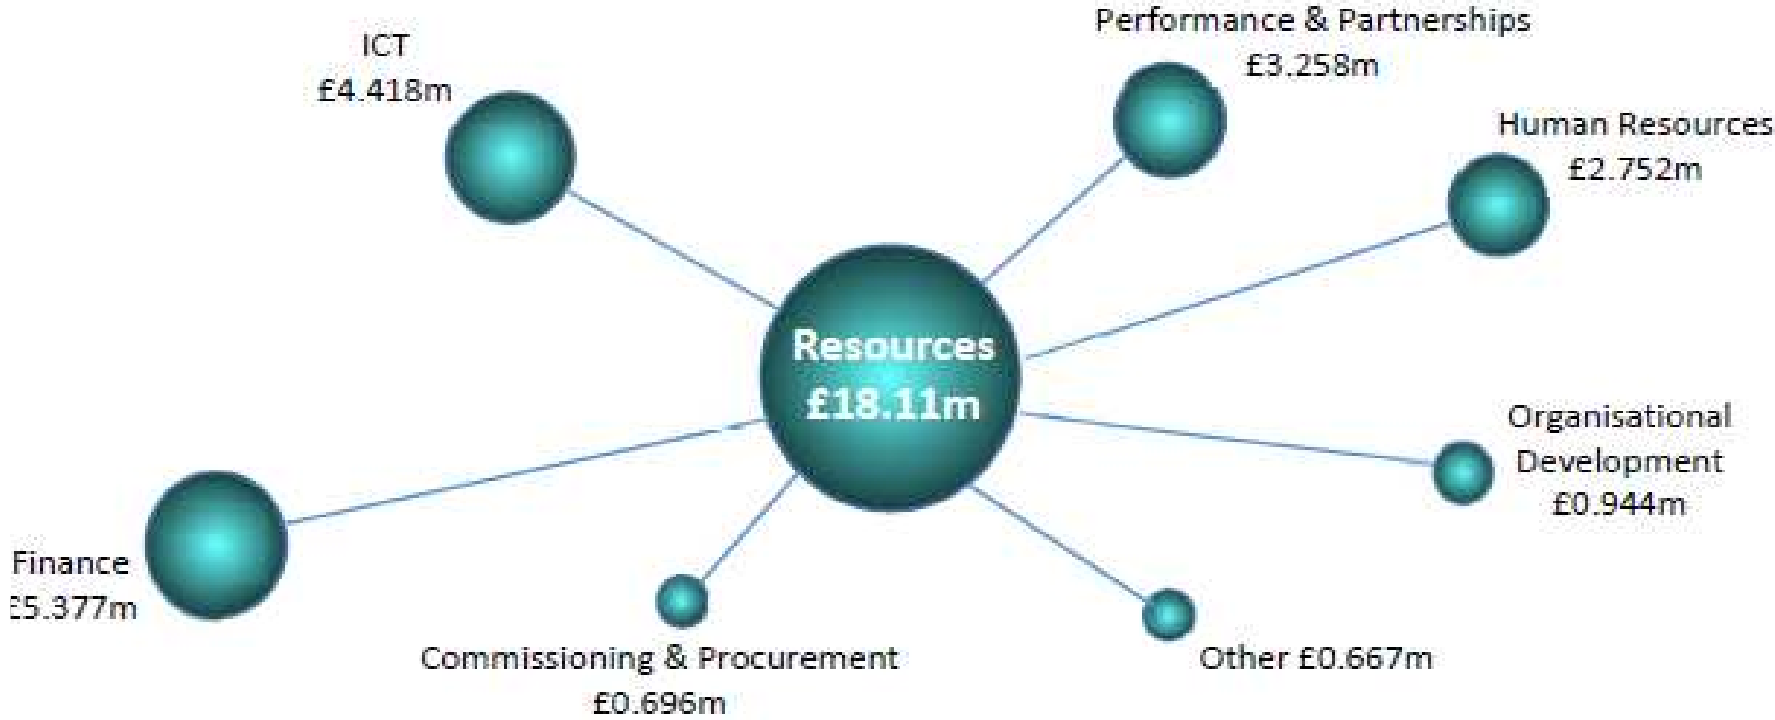 Performance & Partnerships
£3.258m
ICT
£4.418m
Human Resources
£2.752m
Resources
£18.11m
Organisational
Development
£0.944m
Finance
£5.377m
Commissioning & Procurement
£0.696m
Other £0.667m